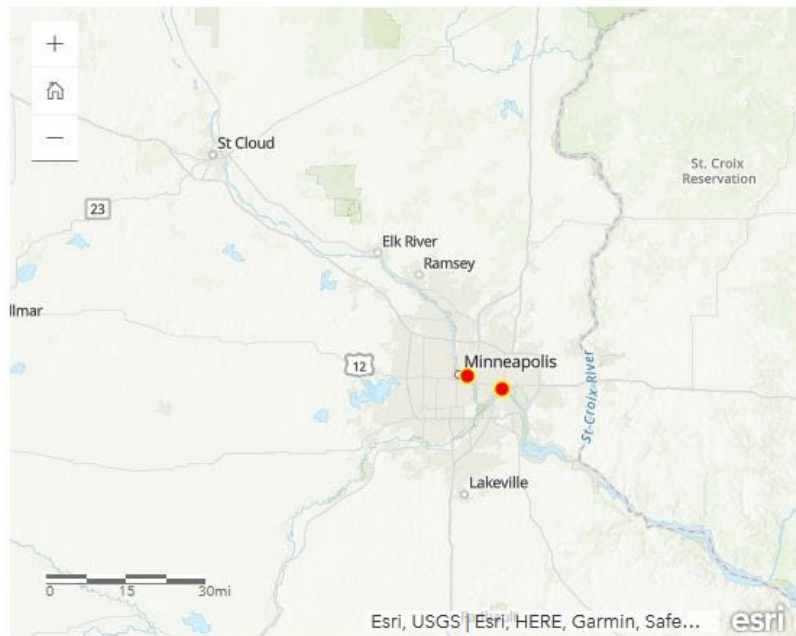 +
−
St Cloud
St. Croix
Reservation
23
Elk River
Ramsey
llmar
12
Minneapolis
St-Croix-River
Lakeville
0 15 30mi
Esri, USGS | Esri, HERE, Garmin, Safe...
esri